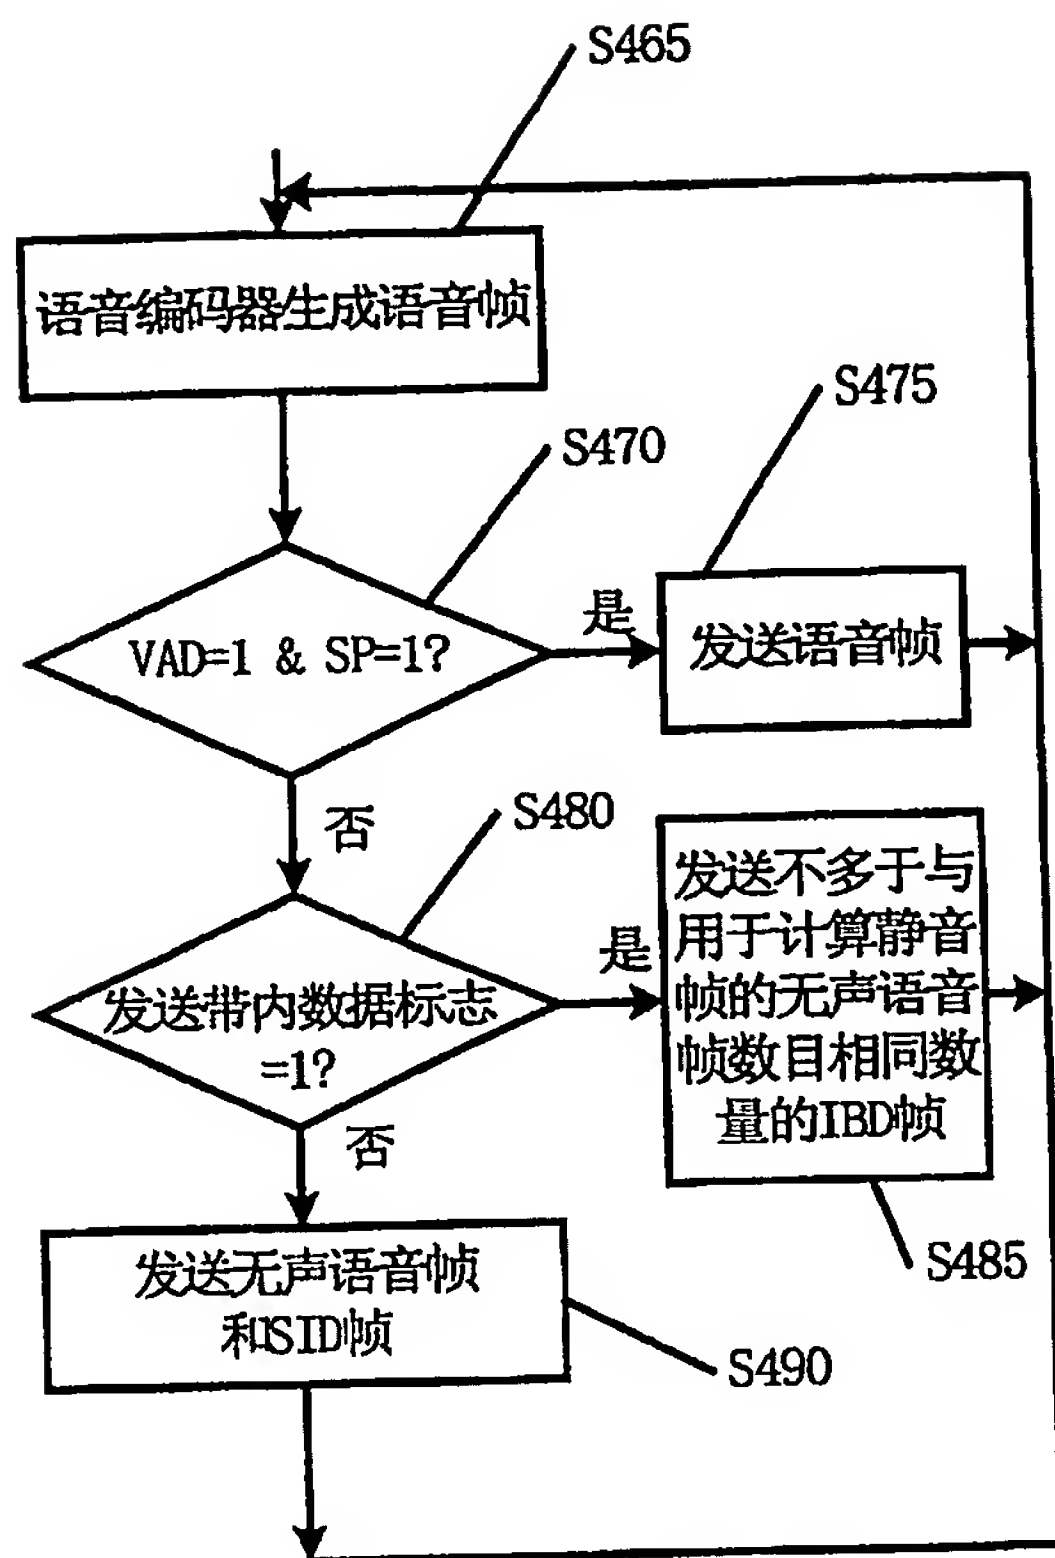 S465
语音编码器生成语音帧
S475
S470
VAD=1 & SP=1?
是
发送语音帧
否
S480
发送带内数据标志
=1?
是
发送不多于与
用于计算静音
帧的无声语音
帧数目相同数
量的IBD帧
否
S485
发送无声语音帧
和SID帧
S490